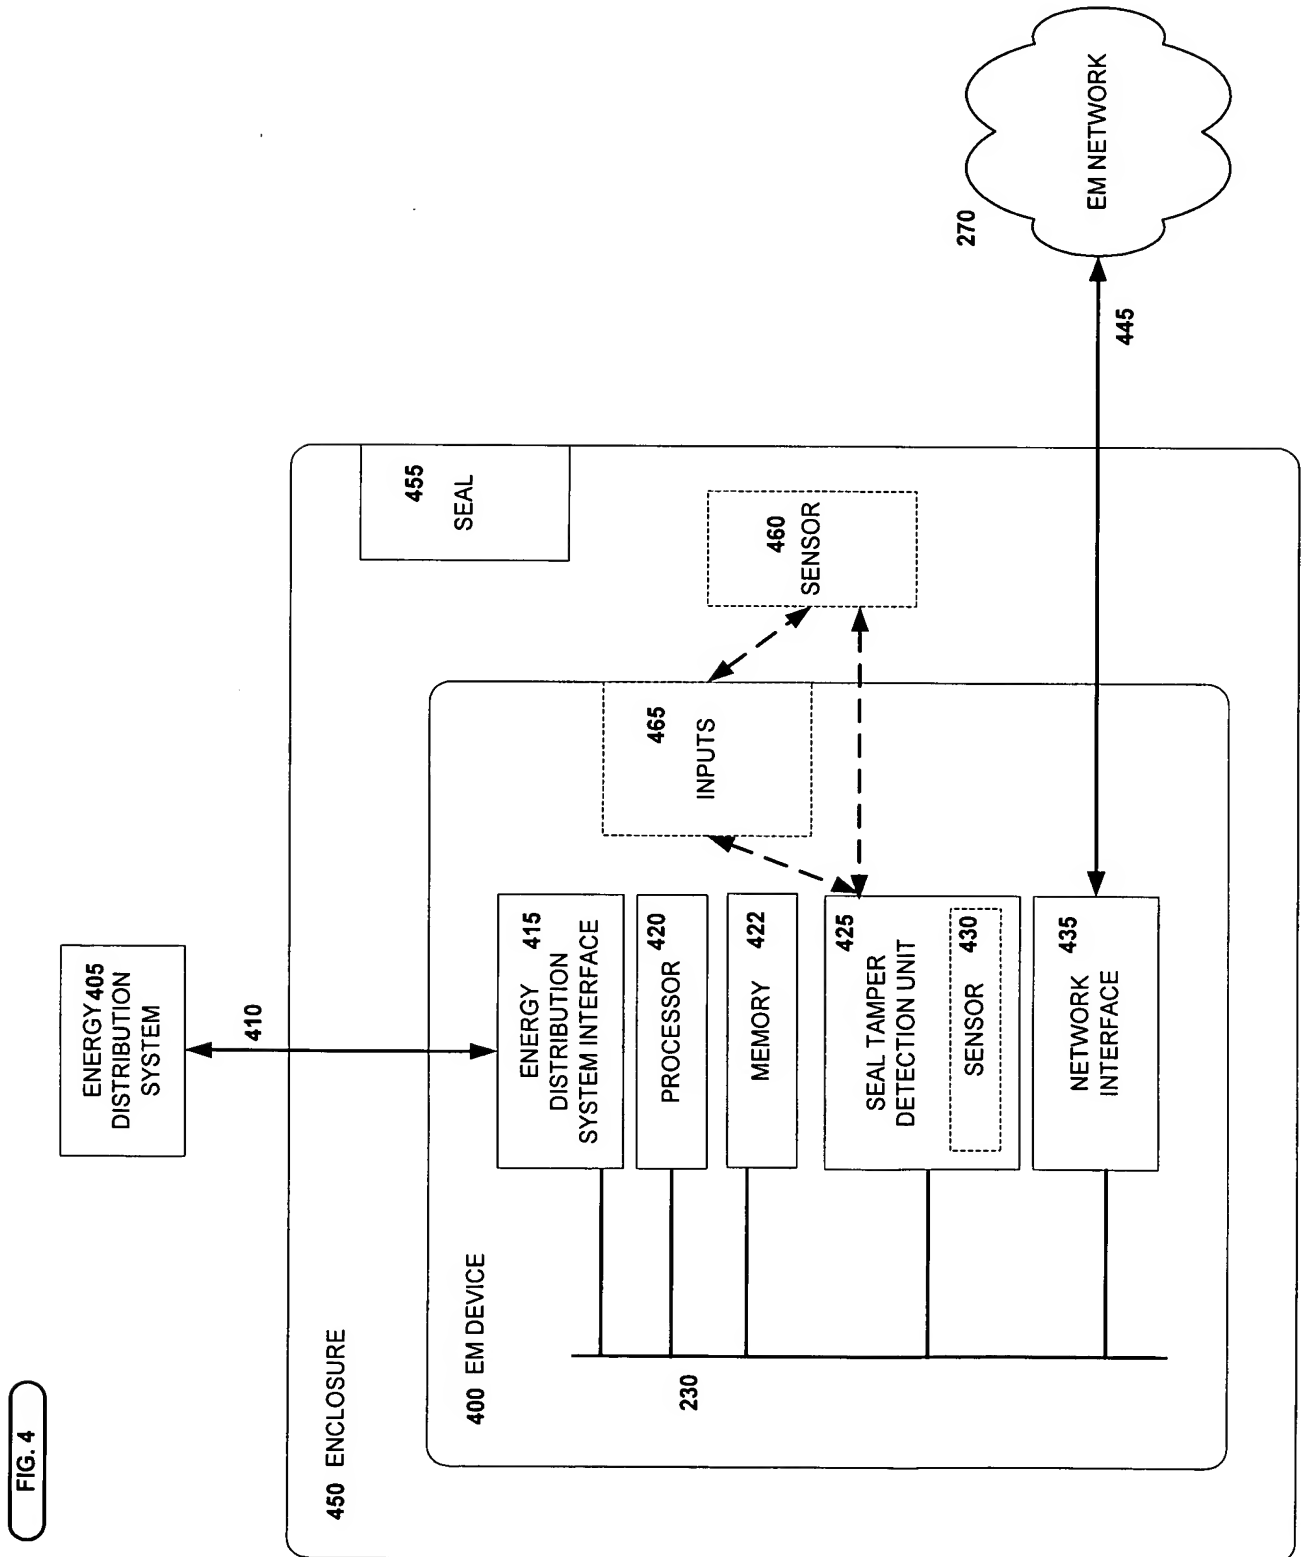 FIG. 4
450 ENCLOSURE
400 EM DEVICE
230
ENERGY 405
DISTRIBUTION
SYSTEM
410
415
ENERGY
DISTRIBUTION
SYSTEM INTERFACE
420
PROCESSOR
422
MEMORY
425
SEAL TAMPER
DETECTION UNIT
430
SENSOR
435
NETWORK
INTERFACE
465
INPUTS
455
SEAL
460
SENSOR
445
270
EM NETWORK